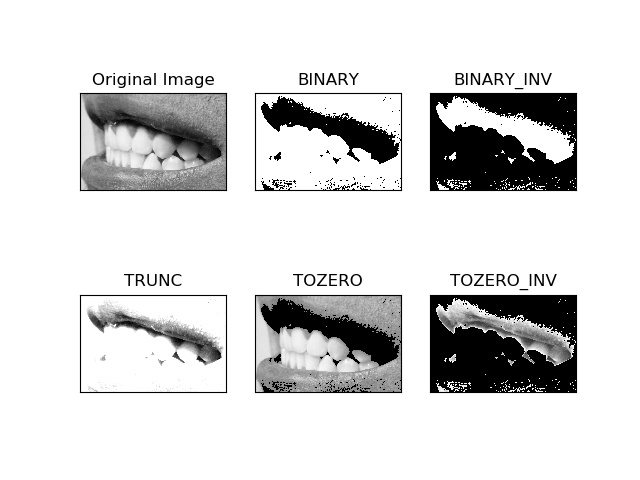 Original Image
BINARY
BINARY_INV
TRUNC
TOZERO
TOZERO_INV